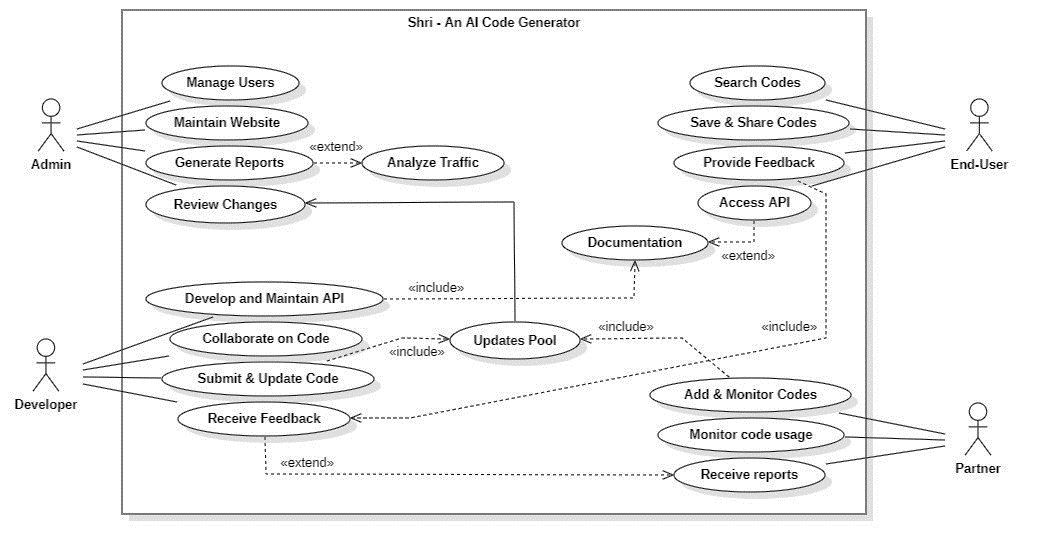 Shri - An AI Code Generator
Manage Users
Search Codes
Maintain Website
Save & Share Codes
Admin
«extend»
Generate Reports
Analyze Traffic
Provide Feedback
End-User
Review Changes
Access API
Documentation
«extend»
Develop and Maintain API
«include»
Collaborate on Code
«include»
«include»
Updates Pool
«include»
Submit & Update Code
Developer
Add & Monitor Codes
Receive Feedback
Monitor code usage
«extend»
Receive reports
Partner